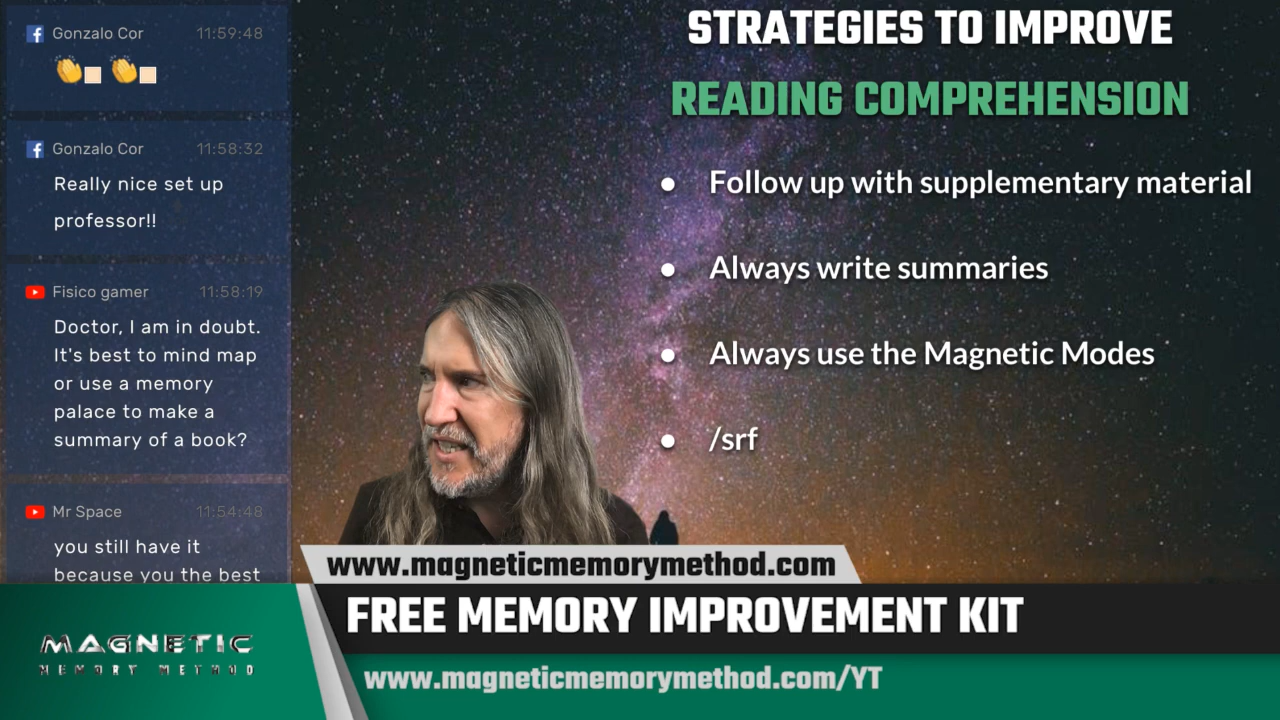 Gonzalo Cor 11:59:48
👏🏻 👏🏻
Gonzalo Cor 11:58:32
Really nice set up
professor!!
Fisico gamer 11:58:19
Doctor, I am in doubt.
It's best to mind map
or use a memory
palace to make a
summary of a book?
Mr Space 11:54:48
you still have it
because you the best
STRATEGIES TO IMPROVE
READING COMPREHENSION
• Follow up with supplementary material
• Always write summaries
• Always use the Magnetic Modes
• /srf
www.magneticmemorymethod.com
FREE MEMORY IMPROVEMENT KIT
www.magneticmemorymethod.com/YT
MAGNETIC
MEMORY METHOD